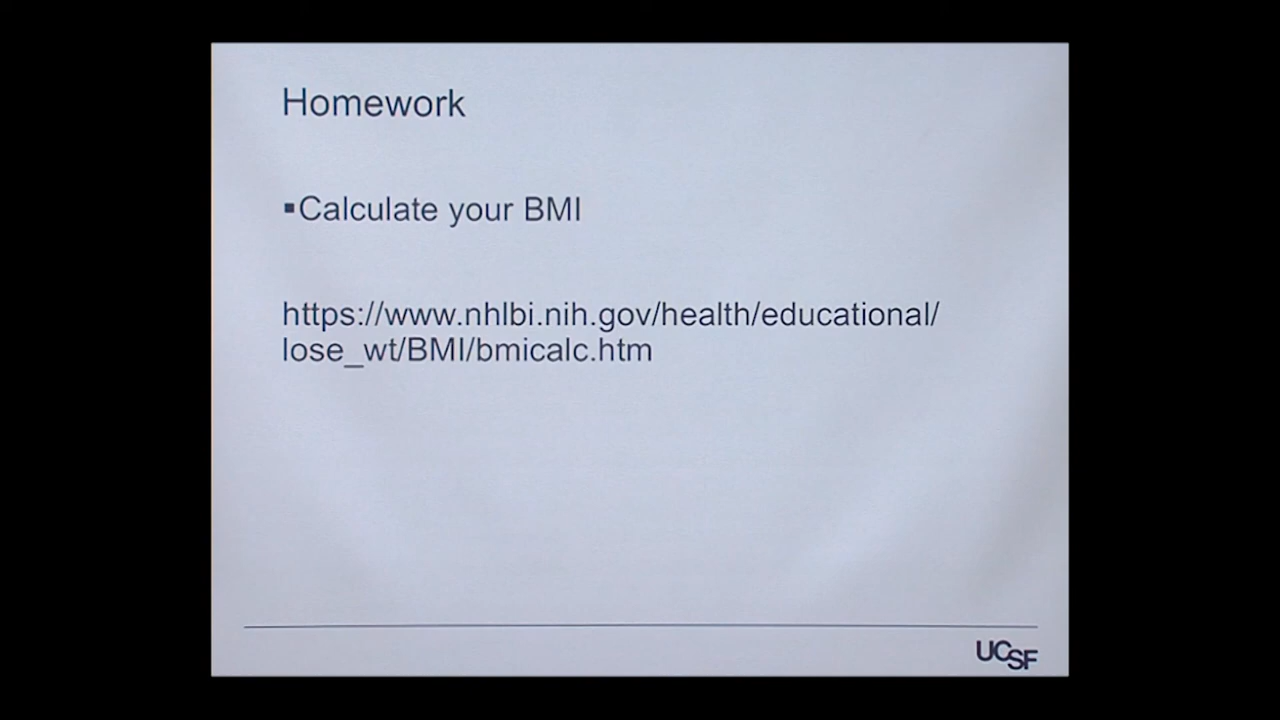 Homework
▪Calculate your BMI
https://www.nhlbi.nih.gov/health/educational/
lose_wt/BMI/bmicalc.htm
UCSF